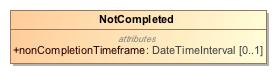 NotCompleted
attributes
+nonCompletionTimeframe: DateTimeInterval [0..1]